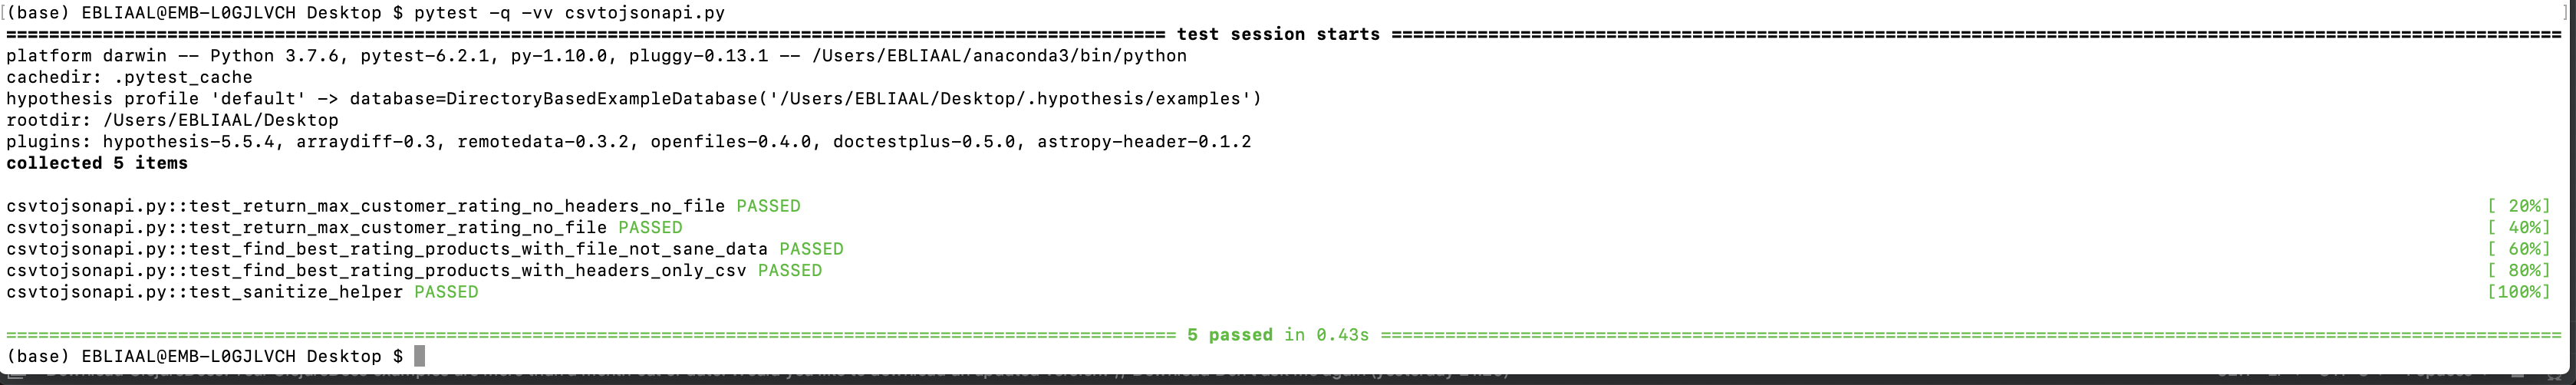 (base) EBLIAAL@EMB-L0GJLVCH Desktop $ pytest -q -vv csvtojsonapi.py
============================================================================================================ test session starts =============================================================================================================
platform darwin -- Python 3.7.6, pytest-6.2.1, py-1.10.0, pluggy-0.13.1 -- /Users/EBLIAAL/anaconda3/bin/python
cachedir: .pytest_cache
hypothesis profile 'default' -> database=DirectoryBasedExampleDatabase('/Users/EBLIAAL/Desktop/.hypothesis/examples')
rootdir: /Users/EBLIAAL/Desktop
plugins: hypothesis-5.5.4, arraydiff-0.3, remotedata-0.3.2, openfiles-0.4.0, doctestplus-0.5.0, astropy-header-0.1.2
collected 5 items
csvtojsonapi.py::test_return_max_customer_rating_no_headers_no_file PASSED [ 20%]
csvtojsonapi.py::test_return_max_customer_rating_no_file PASSED [ 40%]
csvtojsonapi.py::test_find_best_rating_products_with_file_not_sane_data PASSED [ 60%]
csvtojsonapi.py::test_find_best_rating_products_with_headers_only_csv PASSED [ 80%]
csvtojsonapi.py::test_sanitize_helper PASSED [100%]
============================================================================================================= 5 passed in 0.43s ==============================================================================================================
(base) EBLIAAL@EMB-L0GJLVCH Desktop $